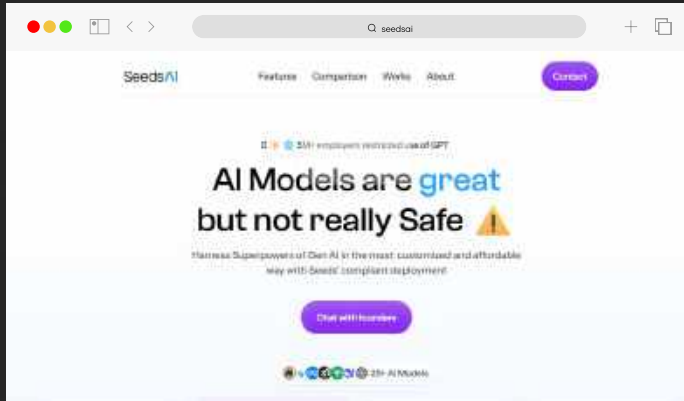 seedsai
SeedsAI
Features Comparison Works About
Contact
5M+ employers restricted use of GPT
AI Models are great
but not really Safe ⚠️
Harness Superpowers of Gen AI in the most customised and affordable
way with Seeds' compliant deployment
Chat with founders
25+ AI Models